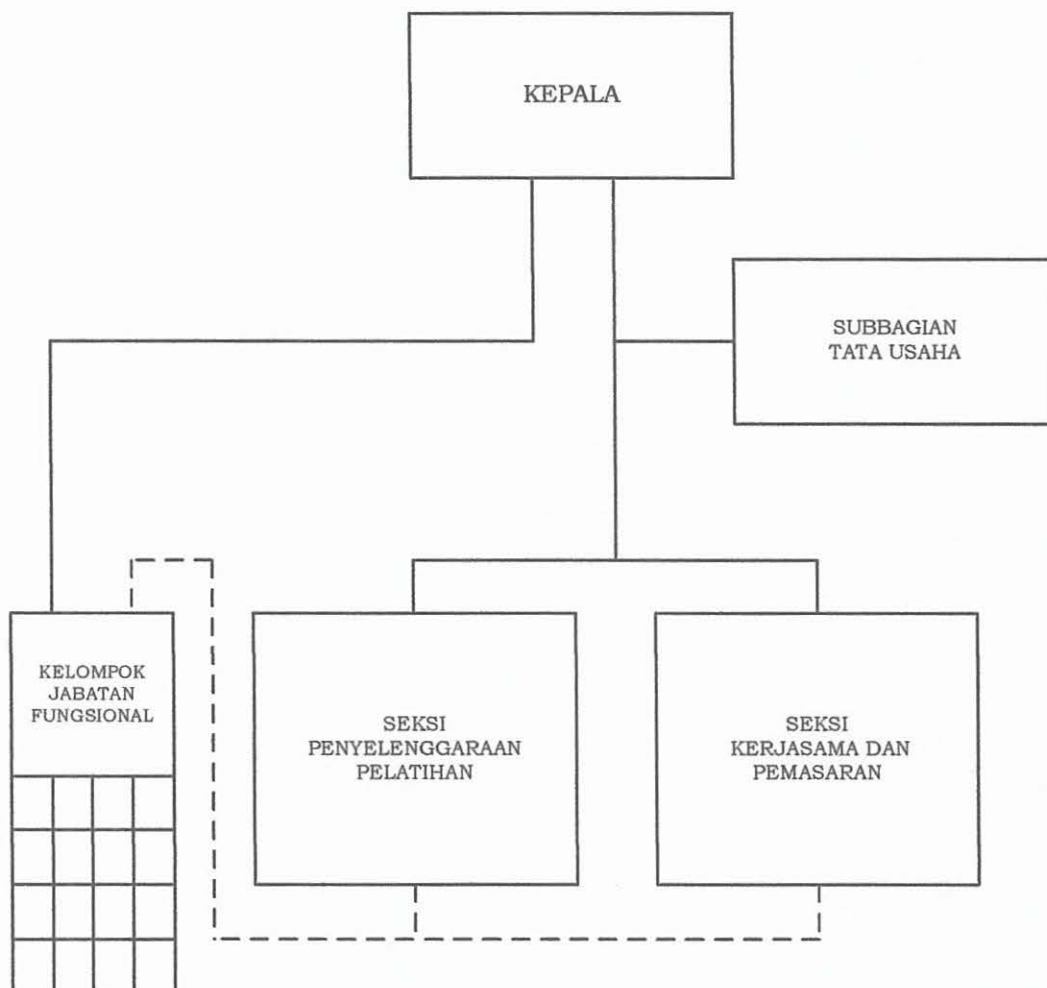 KEPALA
SUBBAGIAN
TATA USAHA
KELOMPOK
JABATAN
FUNGSIONAL
SEKSI
PENYELENGGARAAN
PELATIHAN
SEKSI
KERJASAMA DAN
PEMASARAN